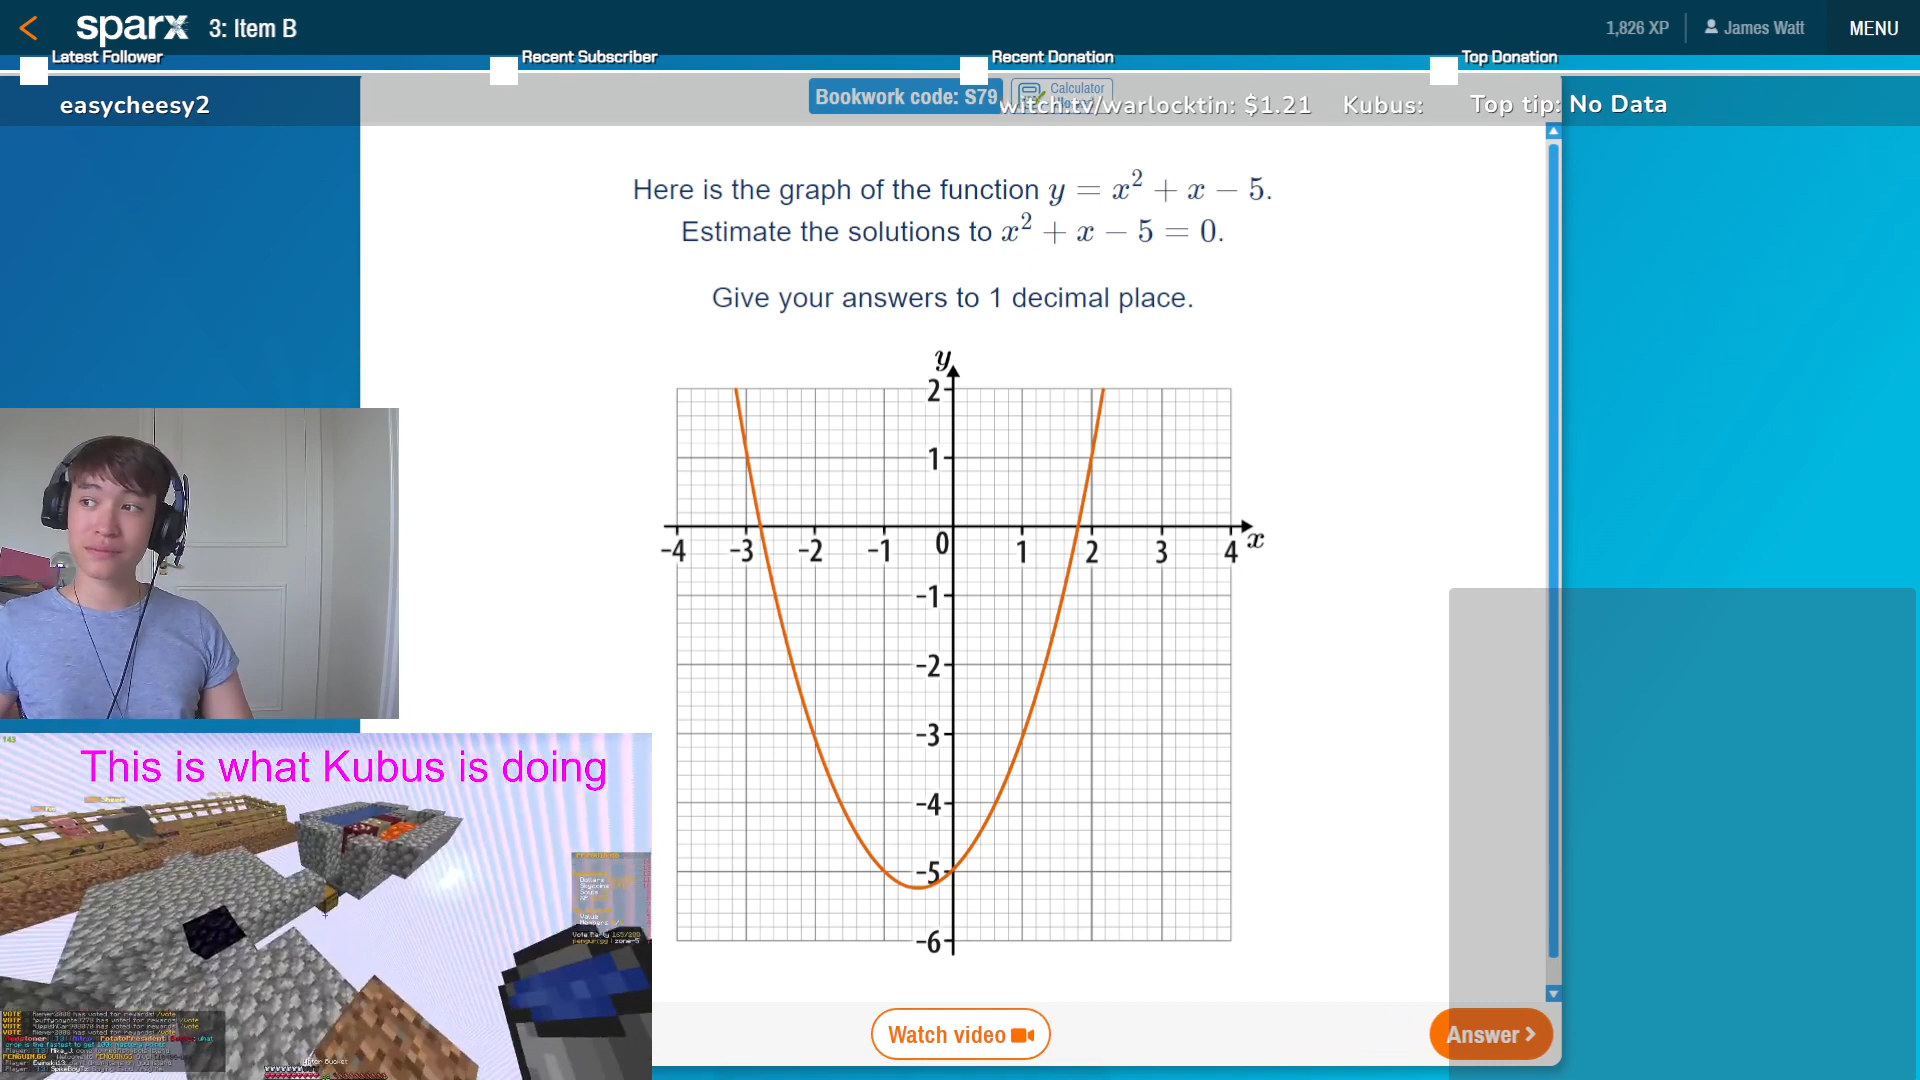 sparx 3: Item B 1,826 XP James Watt MENU
Latest Follower Recent Subscriber Recent Donation Top Donation
easycheesy2 Bookwork code: S79 Calculator witch.tv/warlocktin: $1.21 Kubus: Top tip: No Data
Here is the graph of the function y = x² + x − 5.
Estimate the solutions to x² + x − 5 = 0.
Give your answers to 1 decimal place.
y
2
1
-4 -3 -2 -1 0 1 2 3 4 x
-1
-2
-3
-4
-5
-6
143
This is what Kubus is doing
Watch video
Answer